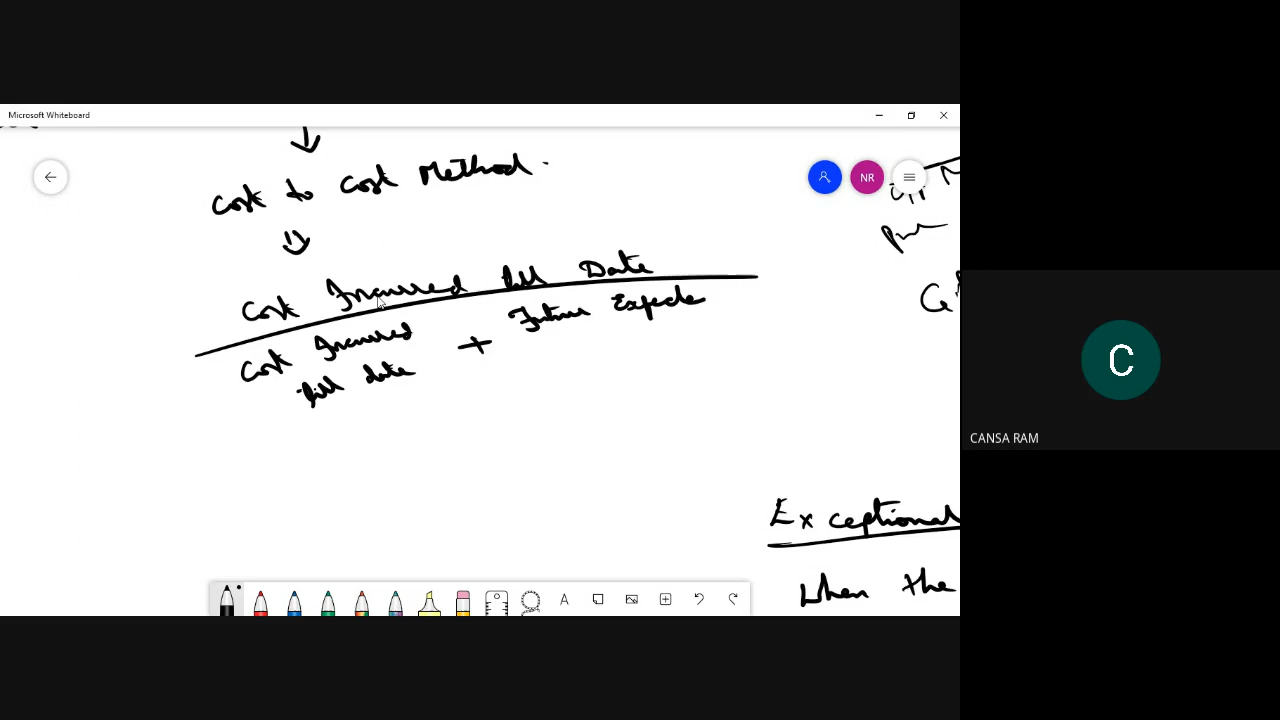 Microsoft Whiteboard
Cost to Cost Method.
NR
Cost Incurred till Date
Cost Incurred + Future Expecte
till date
C
CANSA RAM
Exceptional
When the
A